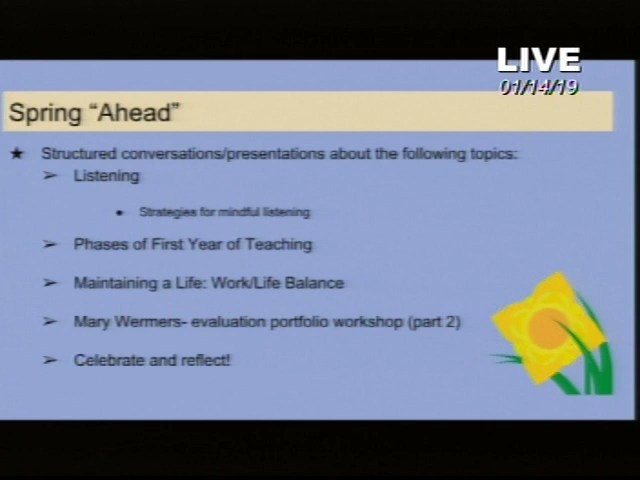 LIVE
01/14/19
Spring “Ahead”
★ Structured conversations/presentations about the following topics:
➢ Listening
● Strategies for mindful listening
➢ Phases of First Year of Teaching
➢ Maintaining a Life: Work/Life Balance
➢ Mary Wermers- evaluation portfolio workshop (part 2)
➢ Celebrate and reflect!